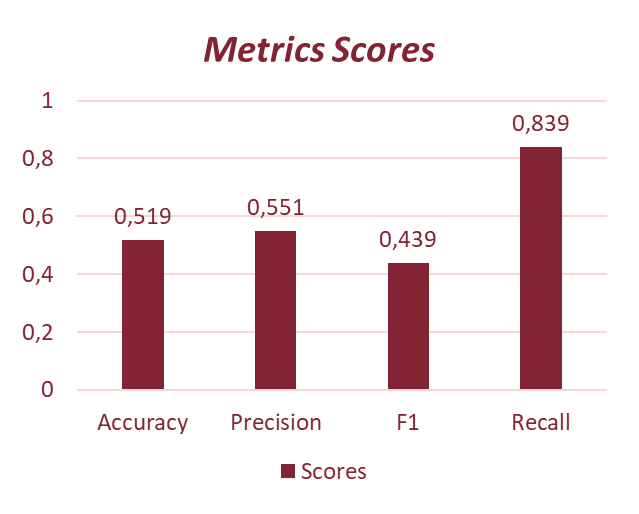 Metrics Scores
1
0,8
0,6
0,4
0,2
0
0,519
0,551
0,439
0,839
Accuracy
Precision
F1
Recall
Scores